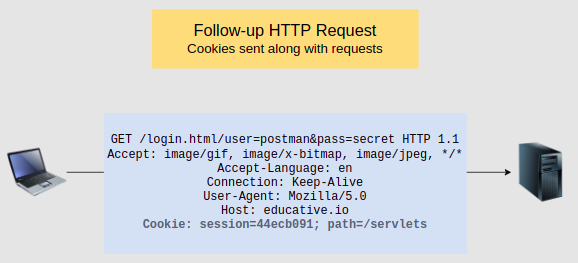 Follow-up HTTP Request
Cookies sent along with requests
GET /login.html/user=postman&pass=secret HTTP 1.1
Accept: image/gif, image/x-bitmap, image/jpeg, */*
Accept-Language: en
Connection: Keep-Alive
User-Agent: Mozilla/5.0
Host: educative.io
Cookie: session=44ecb091; path=/servlets